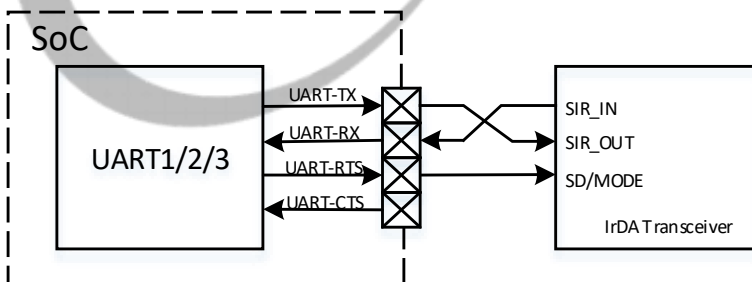 SoC
UART1/2/3
UART-TX
UART-RX
UART-RTS
UART-CTS
SIR_IN
SIR_OUT
SD/MODE
IrDA Transceiver